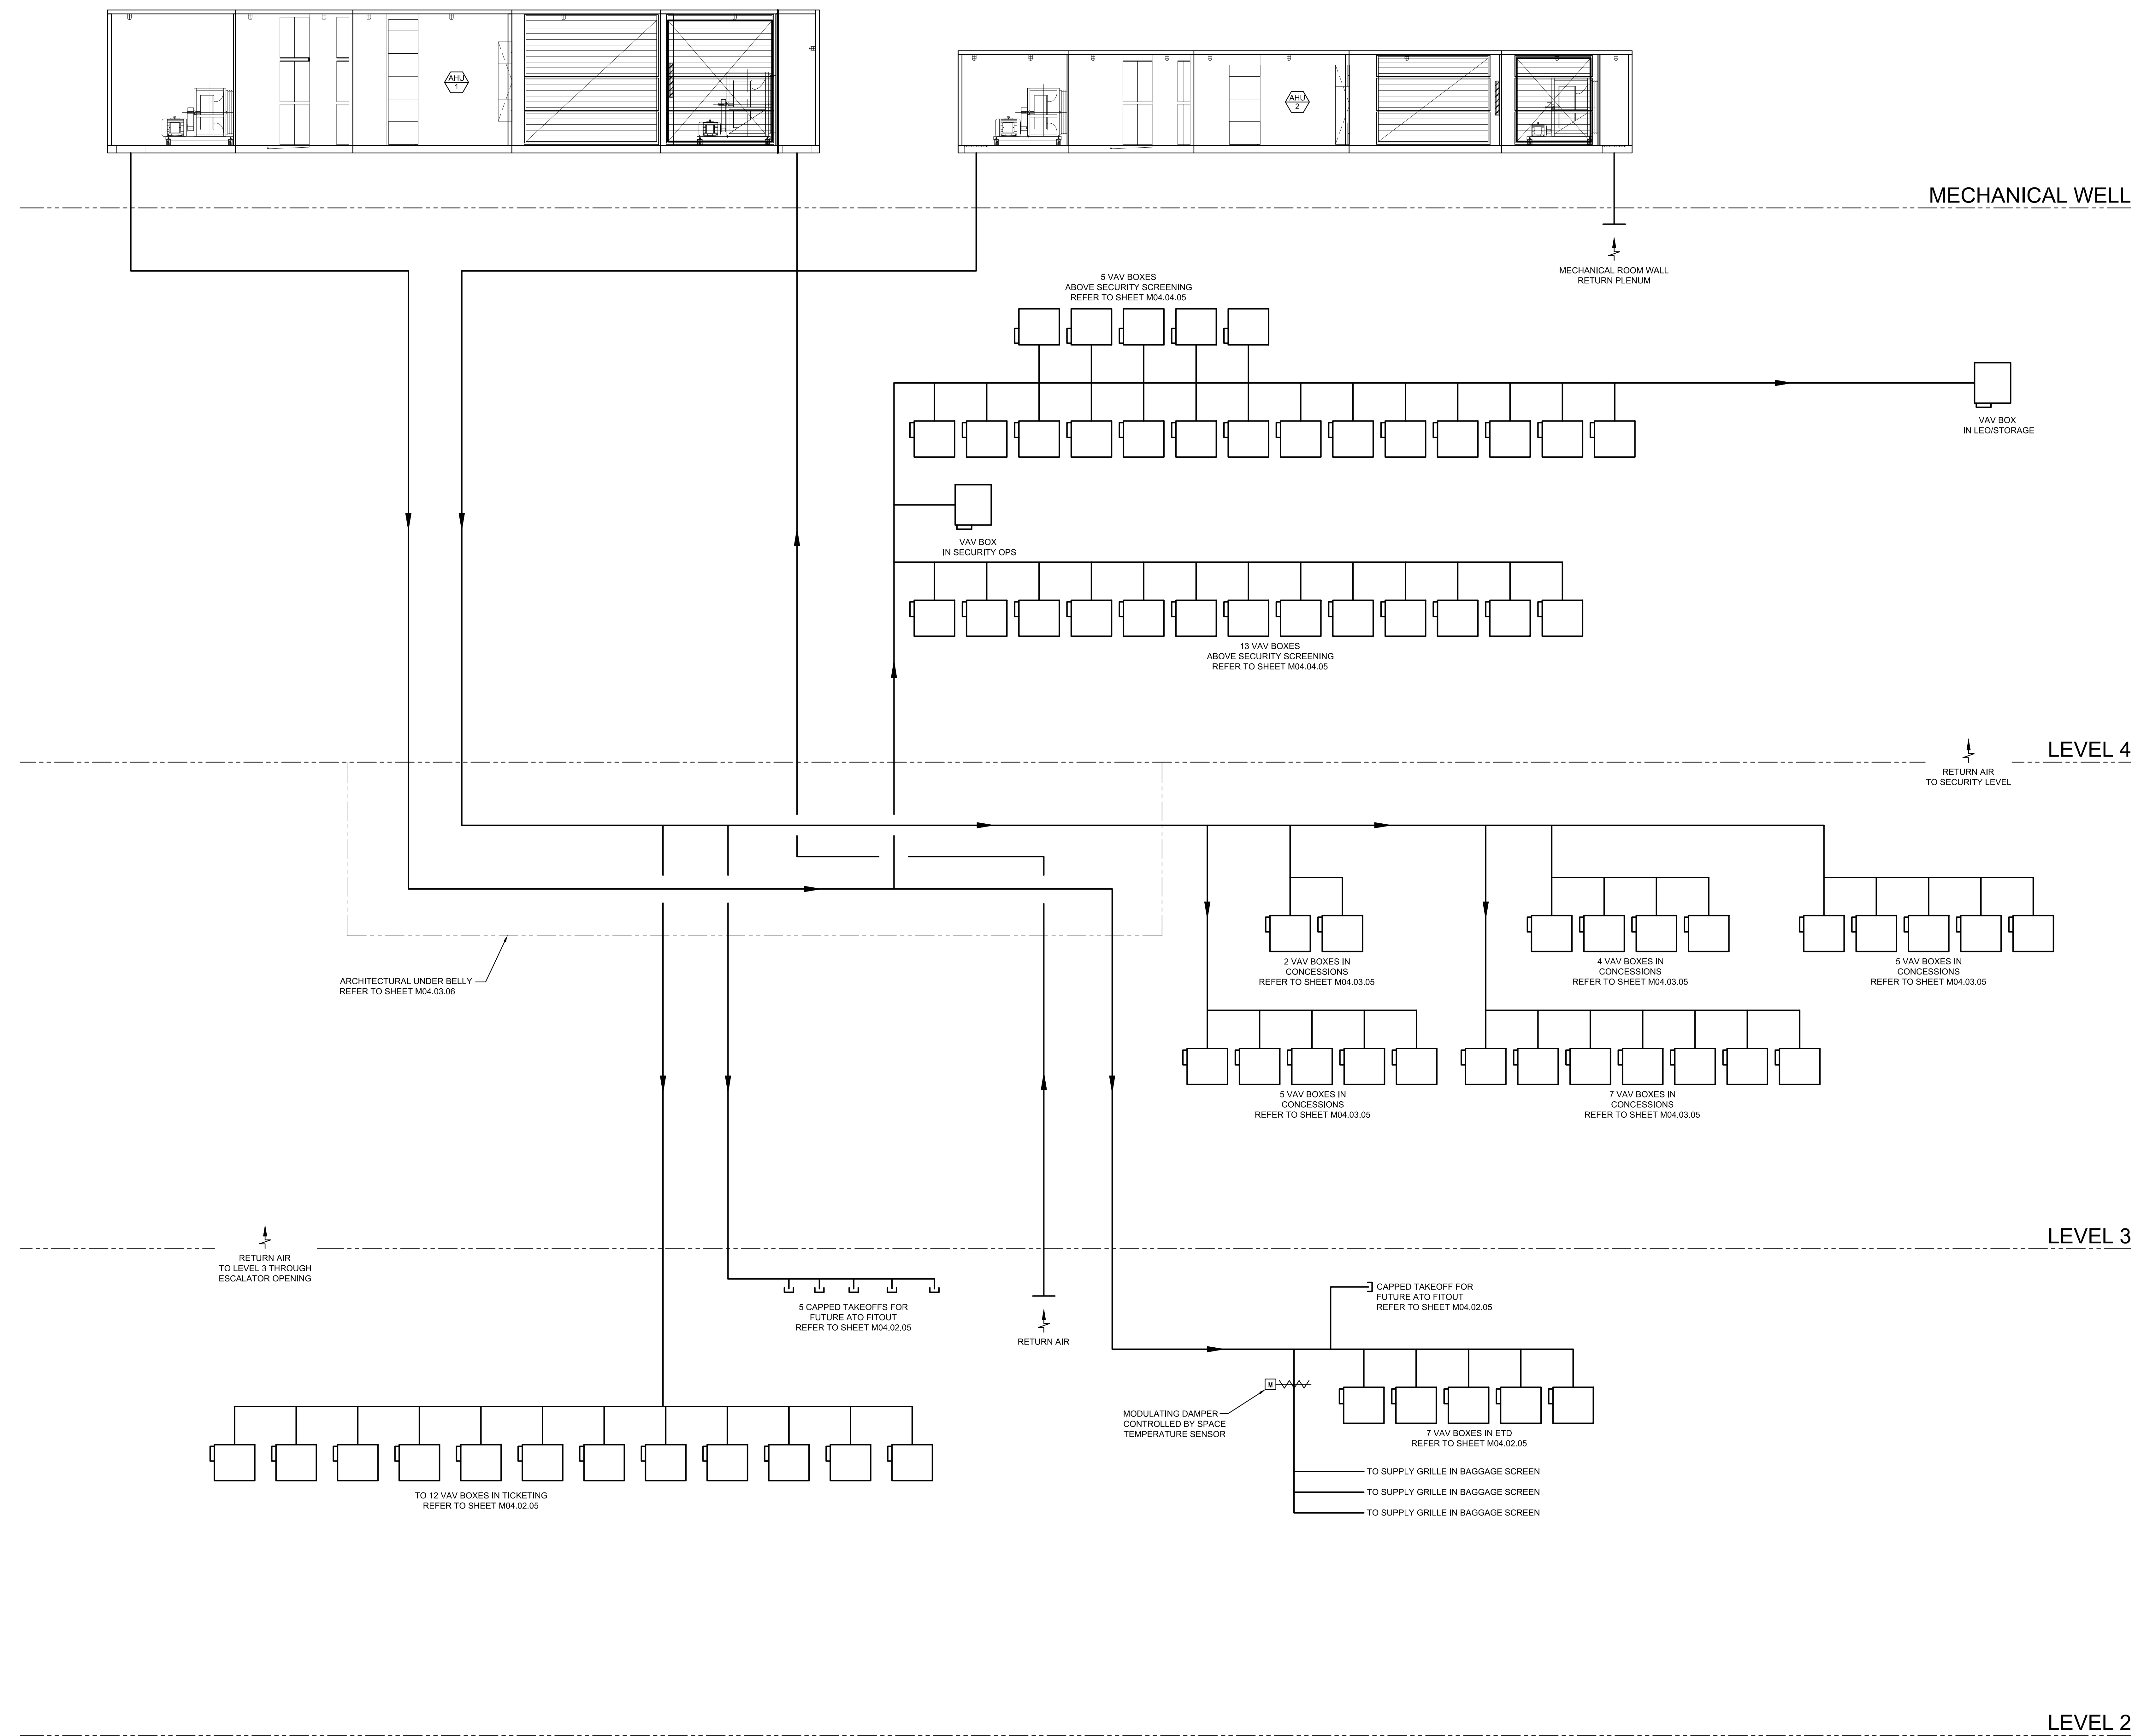 AHU
1
AHU
2
MECHANICAL WELL
MECHANICAL ROOM WALL
RETURN PLENUM
5 VAV BOXES
ABOVE SECURITY SCREENING
REFER TO SHEET M04.04.05
VAV BOX
IN LEO/STORAGE
VAV BOX
IN SECURITY OPS
13 VAV BOXES
ABOVE SECURITY SCREENING
REFER TO SHEET M04.04.05
LEVEL 4
RETURN AIR
TO SECURITY LEVEL
ARCHITECTURAL UNDER BELLY
REFER TO SHEET M04.03.06
2 VAV BOXES IN
CONCESSIONS
REFER TO SHEET M04.03.05
4 VAV BOXES IN
CONCESSIONS
REFER TO SHEET M04.03.05
5 VAV BOXES IN
CONCESSIONS
REFER TO SHEET M04.03.05
5 VAV BOXES IN
CONCESSIONS
REFER TO SHEET M04.03.05
7 VAV BOXES IN
CONCESSIONS
REFER TO SHEET M04.03.05
LEVEL 3
RETURN AIR
TO LEVEL 3 THROUGH
ESCALATOR OPENING
5 CAPPED TAKEOFFS FOR
FUTURE ATO FITOUT
REFER TO SHEET M04.02.05
RETURN AIR
CAPPED TAKEOFF FOR
FUTURE ATO FITOUT
REFER TO SHEET M04.02.05
M
MODULATING DAMPER
CONTROLLED BY SPACE
TEMPERATURE SENSOR
7 VAV BOXES IN ETD
REFER TO SHEET M04.02.05
TO SUPPLY GRILLE IN BAGGAGE SCREEN
TO SUPPLY GRILLE IN BAGGAGE SCREEN
TO SUPPLY GRILLE IN BAGGAGE SCREEN
TO 12 VAV BOXES IN TICKETING
REFER TO SHEET M04.02.05
LEVEL 2